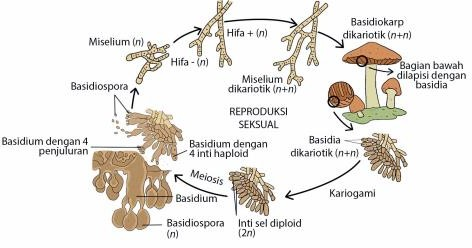 Miselium (n)
Hifa + (n)
Hifa - (n)
Basidiokarp
dikariotik (n+n)
Miselium
dikariotik (n+n)
Bagian bawah
dilapisi dengan
basidia
Basidiospora
REPRODUKSI
SEKSUAL
Basidium dengan 4
penjuluran
Basidium dengan
4 inti haploid
Basidia
dikariotik (n+n)
Meiosis
Kariogami
Basidium
Inti sel diploid
(2n)
Basidiospora
(n)